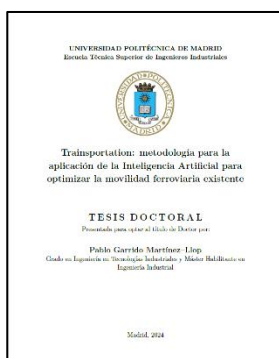 UNIVERSIDAD POLITÉCNICA DE MADRID
Escuela Técnica Superior de Ingenieros Industriales
Trainsportation: metodología para la
aplicación de la Inteligencia Artificial para
optimizar la movilidad ferroviaria existente
TESIS DOCTORAL
Presentada para optar al título de Doctor por:
Pablo Garrido Martínez-Llop
Grado en Ingeniería en Tecnologías Industriales y Máster Habilitante en
Ingeniería Industrial
Madrid, 2024